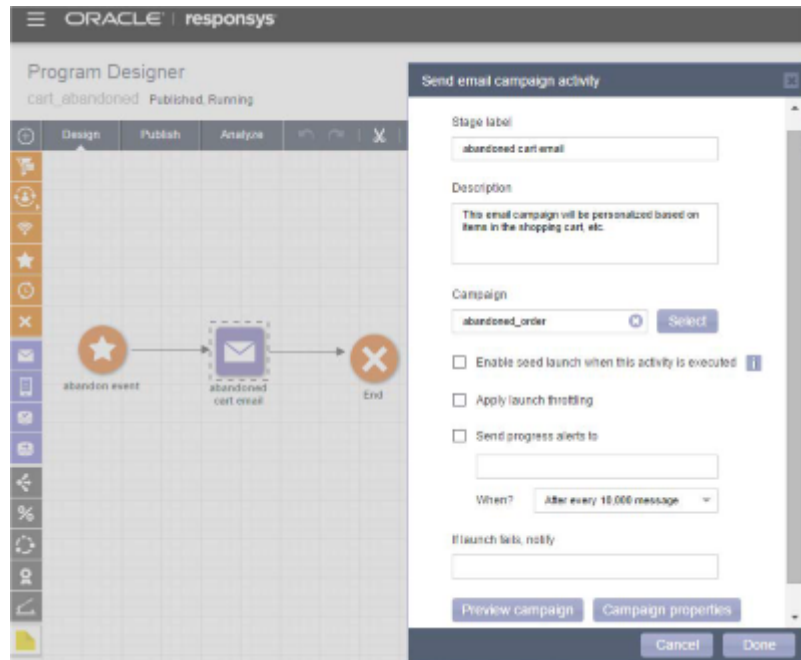 ORACLE | responsys
Program Designer
cart_abandoned Published, Running
Design Publish Analyze
abandon event
abandoned
cart email
End
Send email campaign activity
Stage label
abandoned cart email
Description
This email campaign will be personalized based on
items in the shopping cart, etc.
Campaign
abandoned_order
Select
Enable seed launch when this activity is executed
Apply launch throttling
Send progress alerts to
When? After every 10,000 message
If launch fails, notify
Preview campaign Campaign properties
Cancel Done